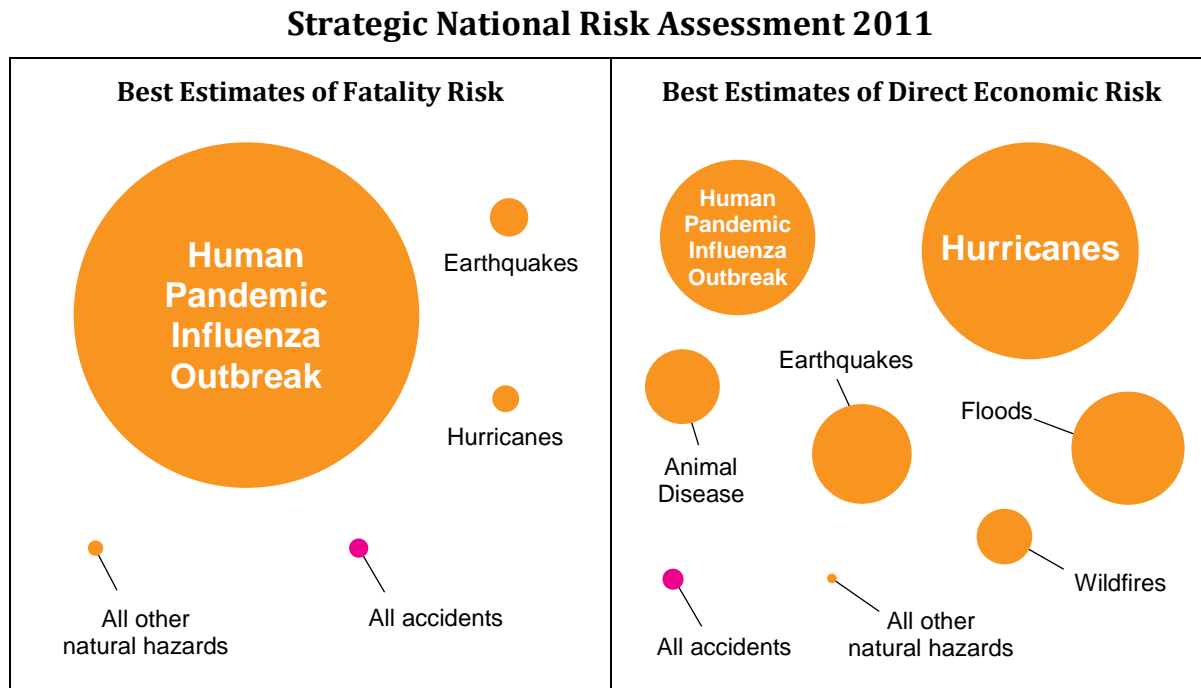 Strategic National Risk Assessment 2011
Best Estimates of Fatality Risk
Human
Pandemic
Influenza
Outbreak
Earthquakes
Hurricanes
All other
natural hazards
All accidents
Best Estimates of Direct Economic Risk
Human
Pandemic
Influenza
Outbreak
Hurricanes
Earthquakes
Floods
Animal
Disease
Wildfires
All accidents
All other
natural hazards